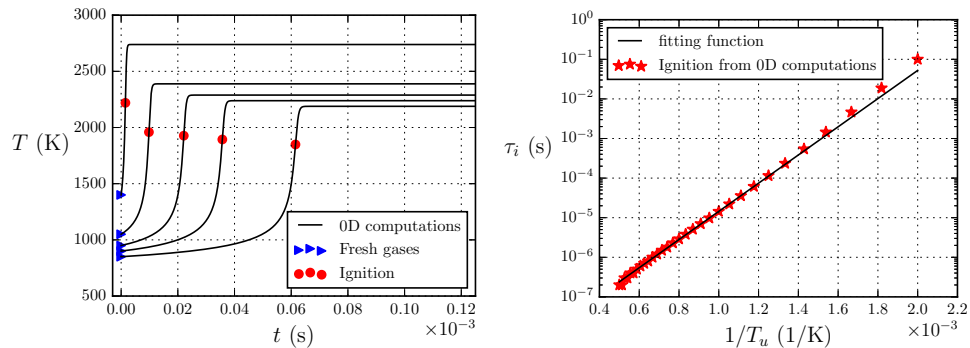 3000
2500
2000
1500
1000
500
T (K)
0.00 0.02 0.04 0.06 0.08 0.10 0.12
×10⁻³
t (s)
0D computations
Fresh gases
Ignition
10⁰
10⁻¹
10⁻²
10⁻³
10⁻⁴
10⁻⁵
10⁻⁶
10⁻⁷
τᵢ (s)
fitting function
Ignition from 0D computations
0.4 0.6 0.8 1.0 1.2 1.4 1.6 1.8 2.0 2.2
×10⁻³
1/Tᵤ (1/K)